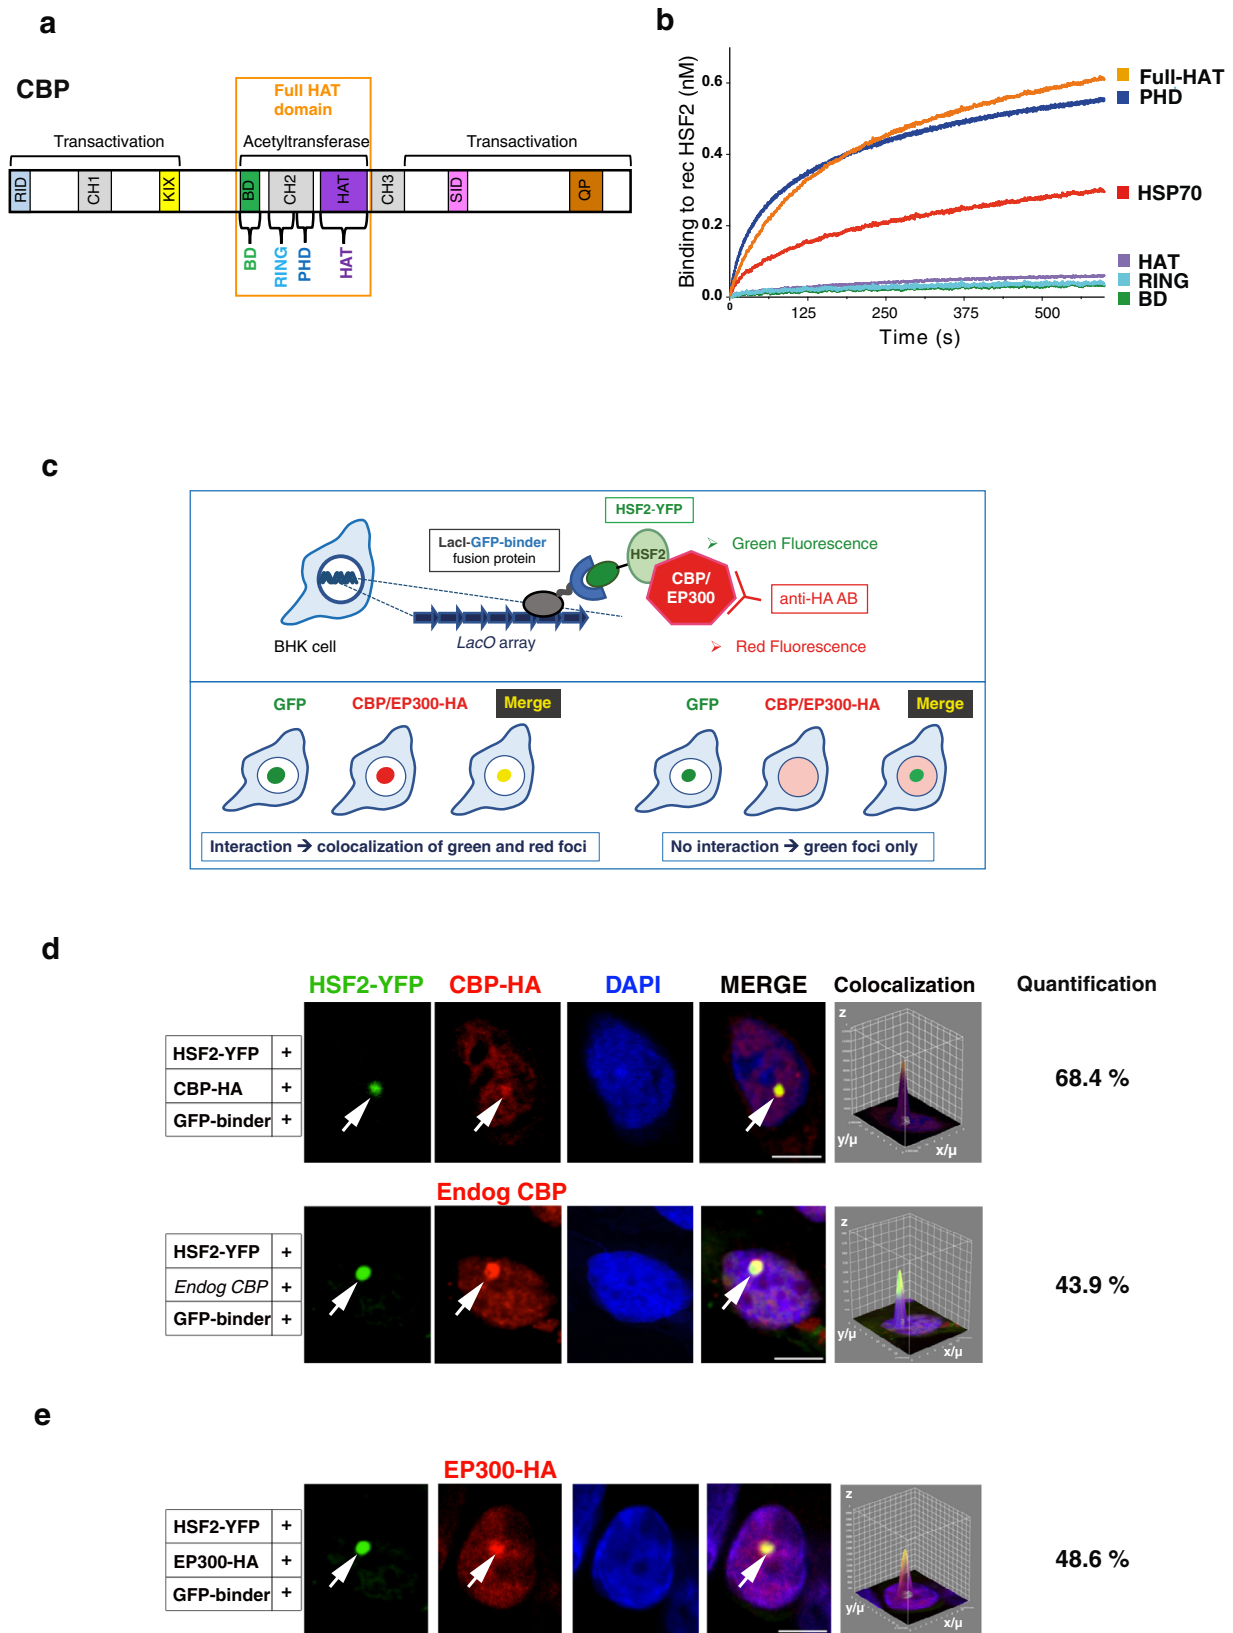 a
CBP
Full HAT
domain
Transactivation
Acetyltransferase
Transactivation
RID
CH1
KIX
BD
CH2
HAT
CH3
SID
QP
BD
RING
PHD
HAT
b
Binding to rec HSF2 (nM)
0.6
0.4
0.2
0.0
0
125
250
375
500
Time (s)
Full-HAT
PHD
HSP70
HAT
RING
BD
c
HSF2-YFP
LacI-GFP-binder
fusion protein
HSF2
➢ Green Fluorescence
CBP/
EP300
anti-HA AB
BHK cell
LacO array
➢ Red Fluorescence
GFP
CBP/EP300-HA
Merge
GFP
CBP/EP300-HA
Merge
Interaction ➔ colocalization of green and red foci
No interaction ➔ green foci only
d
HSF2-YFP
CBP-HA
DAPI
MERGE
Colocalization
Quantification
HSF2-YFP +
CBP-HA +
GFP-binder +
z
y/μ
x/μ
68.4 %
Endog CBP
HSF2-YFP +
Endog CBP +
GFP-binder +
z
y/μ
x/μ
43.9 %
e
EP300-HA
HSF2-YFP +
EP300-HA +
GFP-binder +
z
y/μ
x/μ
48.6 %